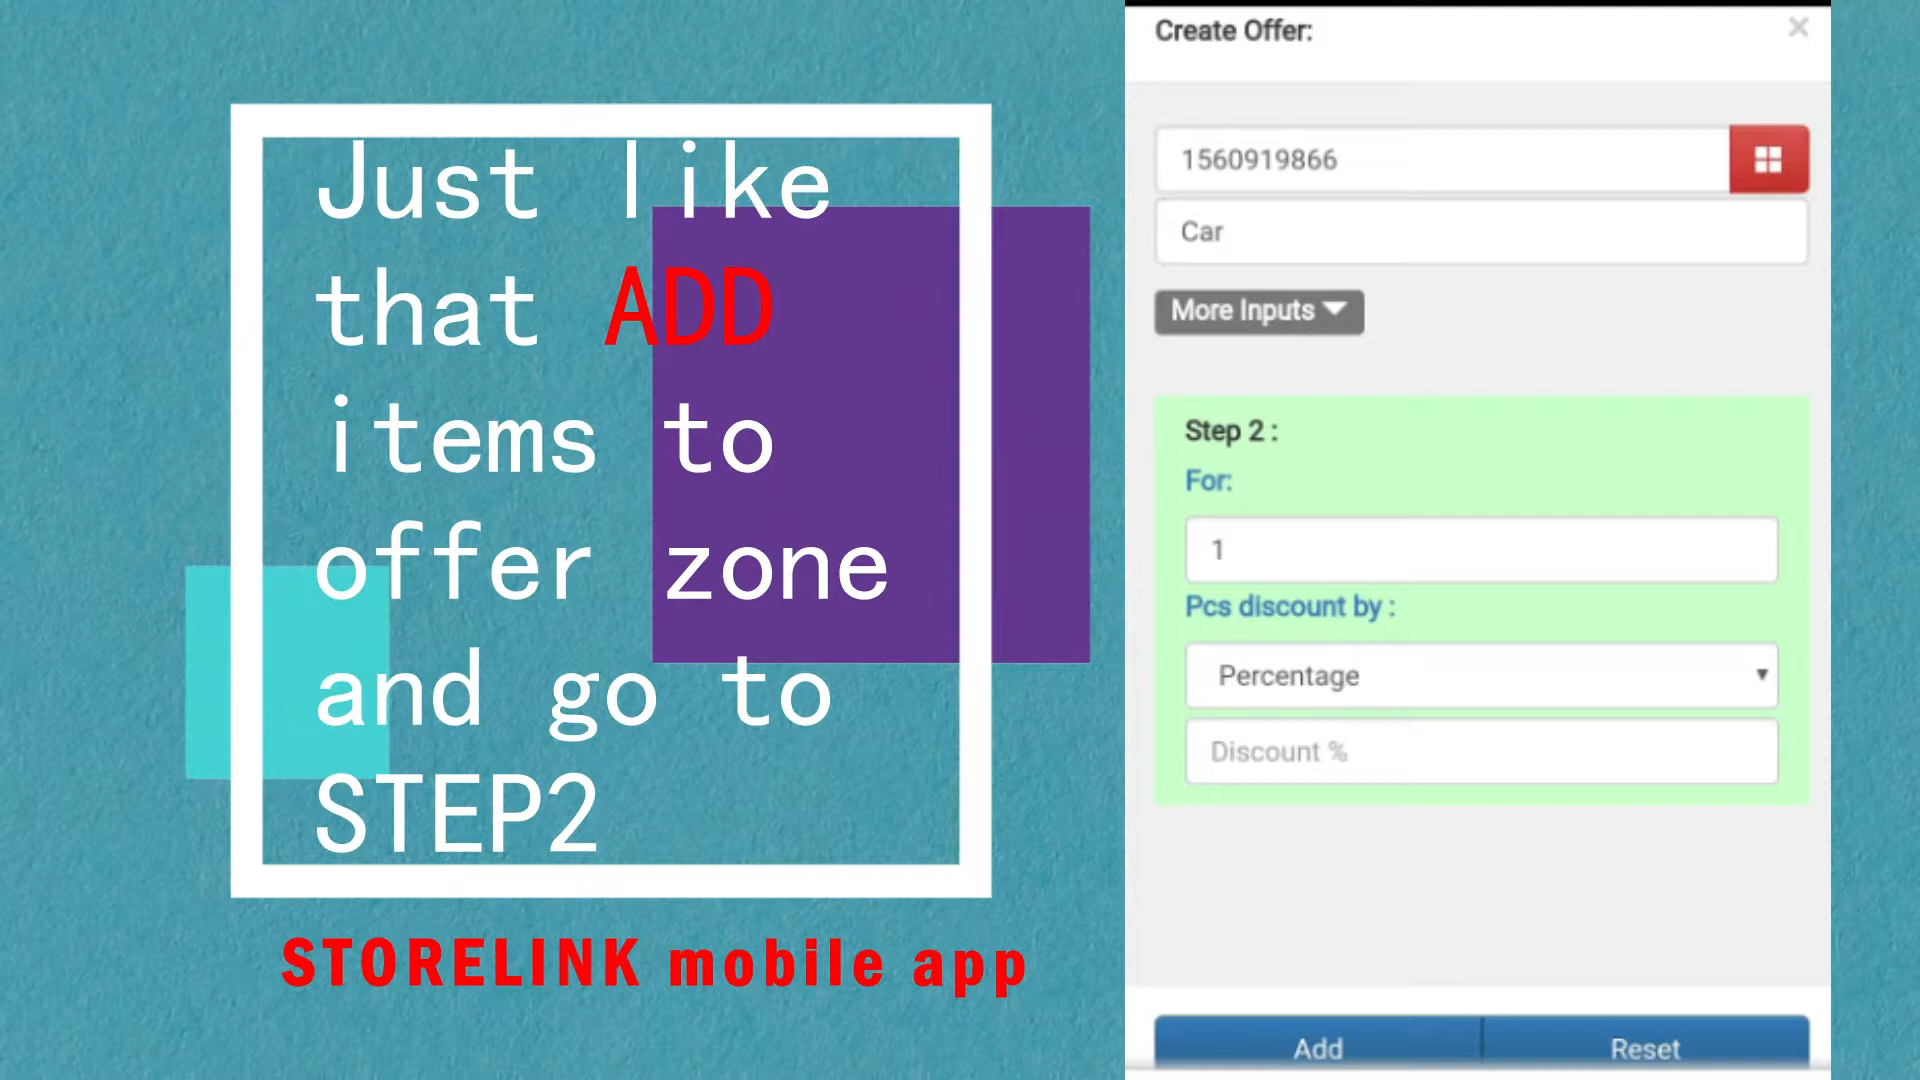 Just like
that ADD
items to
offer zone
and go to
STEP2
STORELINK mobile app
Create Offer:
×
1560919866
Car
More Inputs
Step 2 :
For:
1
Pcs discount by :
Percentage
Discount %
Add
Reset